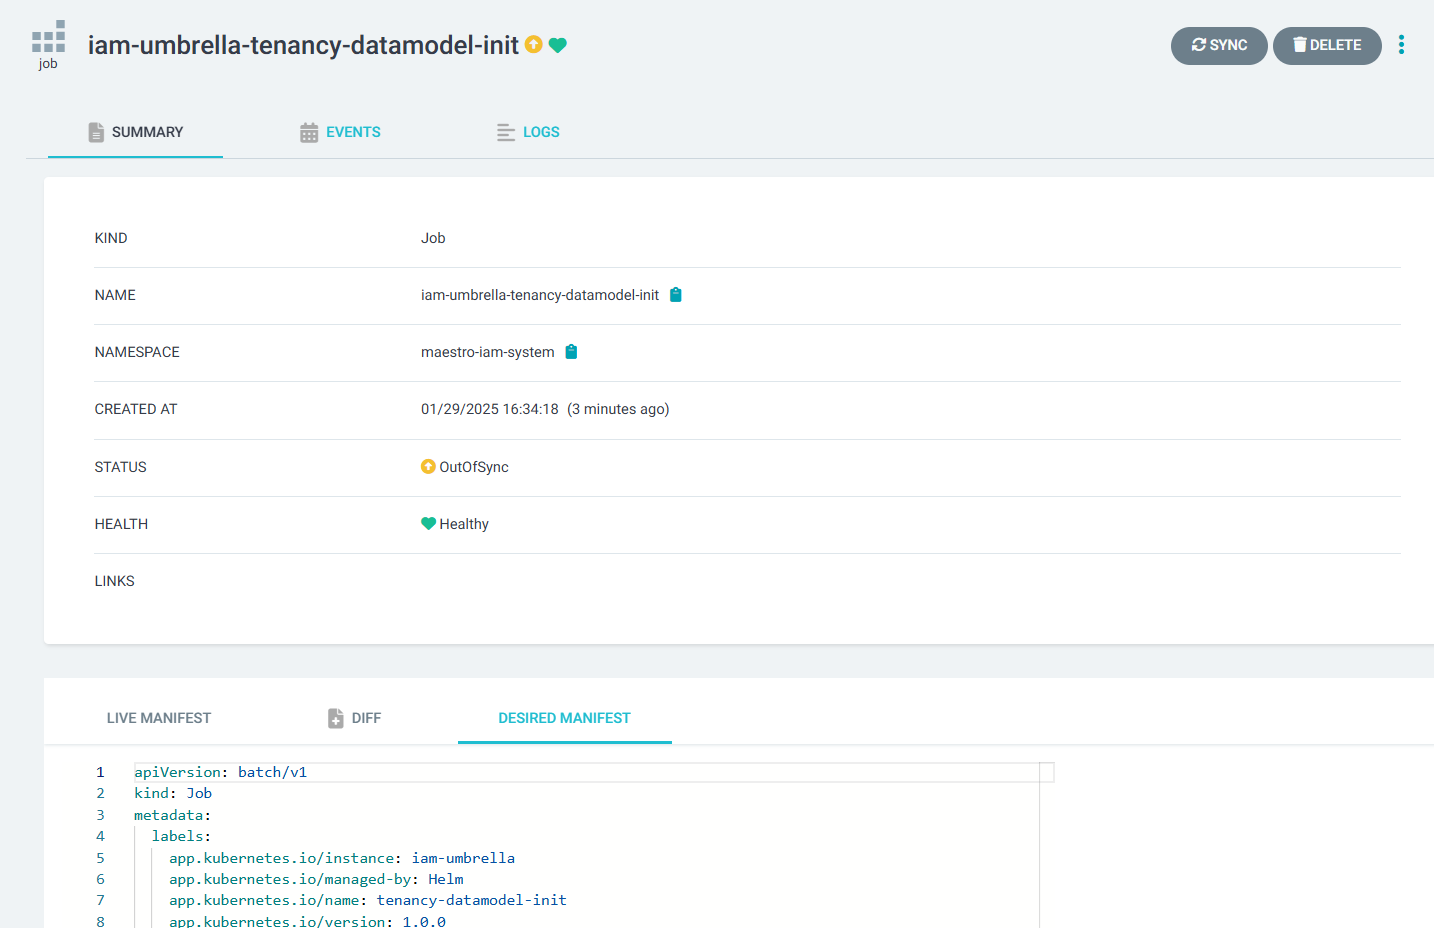 iam-umbrella-tenancy-datamodel-init
job
SYNC
DELETE
SUMMARY
EVENTS
LOGS
KIND Job
NAME iam-umbrella-tenancy-datamodel-init
NAMESPACE maestro-iam-system
CREATED AT 01/29/2025 16:34:18 (3 minutes ago)
STATUS OutOfSync
HEALTH Healthy
LINKS
LIVE MANIFEST
DIFF
DESIRED MANIFEST
1 apiVersion: batch/v1
2 kind: Job
3 metadata:
4 labels:
5 app.kubernetes.io/instance: iam-umbrella
6 app.kubernetes.io/managed-by: Helm
7 app.kubernetes.io/name: tenancy-datamodel-init
8 app.kubernetes.io/version: 1.0.0